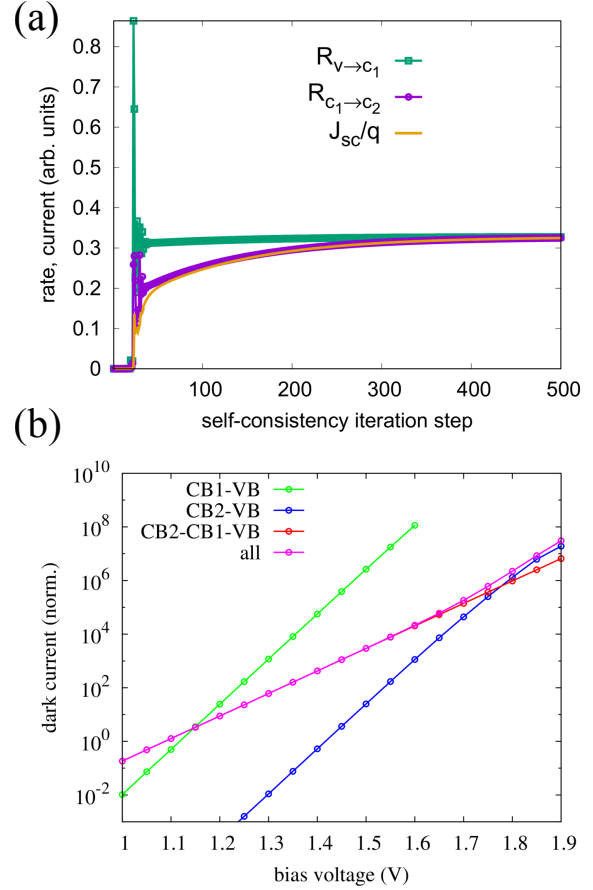 (a)
rate, current (arb. units)
0.8
0.7
0.6
0.5
0.4
0.3
0.2
0.1
0
R_{v→c_1}
R_{c_1→c_2}
J_{sc}/q
100 200 300 400 500
self-consistency iteration step
(b)
dark current (norm.)
10^{10}
10^{8}
10^{6}
10^{4}
10^{2}
10^{0}
10^{-2}
CB1-VB
CB2-VB
CB2-CB1-VB
all
1 1.1 1.2 1.3 1.4 1.5 1.6 1.7 1.8 1.9
bias voltage (V)